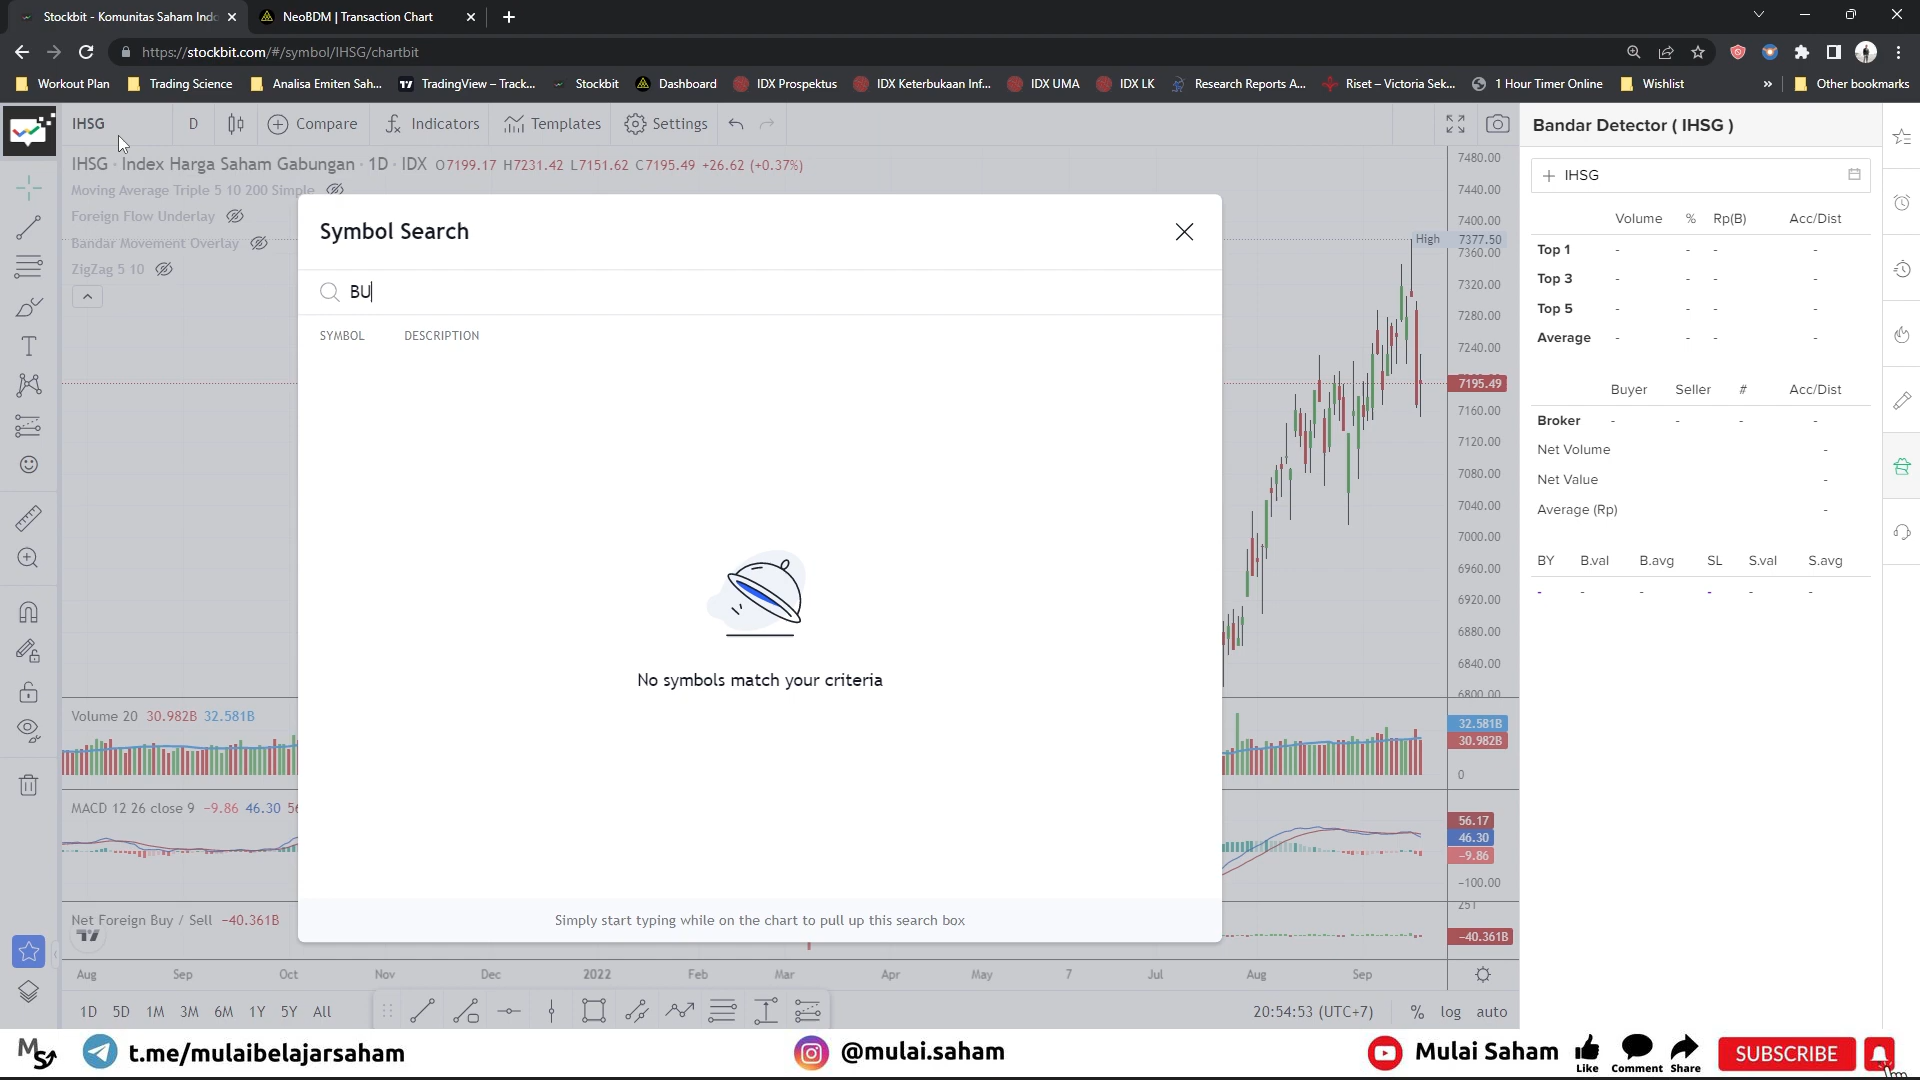 Stockbit - Komunitas Saham Indo
NeoBDM | Transaction Chart
https://stockbit.com/#/symbol/IHSG/chartbit
Workout Plan
Trading Science
Analisa Emiten Sah...
TradingView – Track...
Stockbit
Dashboard
IDX Prospektus
IDX Keterbukaan Inf...
IDX UMA
IDX LK
Research Reports A...
Riset – Victoria Sek...
1 Hour Timer Online
Wishlist
»
Other bookmarks
IHSG
D
Compare
Indicators
Templates
Settings
IHSG · Index Harga Saham Gabungan · 1D · IDX O7199.17 H7231.42 L7151.62 C7195.49 +26.62 (+0.37%)
Moving Average Triple 5 10 200 Simple
Foreign Flow Underlay
Bandar Movement Overlay
ZigZag 5 10
Symbol Search
BU
SYMBOL DESCRIPTION
No symbols match your criteria
Simply start typing while on the chart to pull up this search box
7480.00
7440.00
7400.00
High 7377.50
7360.00
7320.00
7280.00
7240.00
7195.49
7160.00
7120.00
7080.00
7040.00
7000.00
6960.00
6920.00
6880.00
6840.00
6800.00
Volume 20 30.982B 32.581B
32.581B
30.982B
0
MACD 12 26 close 9 -9.86 46.30
56.17
46.30
-9.86
-100.00
Net Foreign Buy / Sell -40.361B
-40.361B
Aug Sep Oct Nov Dec 2022 Feb Mar Apr May 7 Jul Aug Sep
1D 5D 1M 3M 6M 1Y 5Y All
20:54:53 (UTC+7)
% log auto
Bandar Detector ( IHSG )
+ IHSG
Volume % Rp(B) Acc/Dist
Top 1 - - - -
Top 3 - - - -
Top 5 - - - -
Average - - - -
Buyer Seller # Acc/Dist
Broker - - - -
Net Volume -
Net Value -
Average (Rp) -
BY B.val B.avg SL S.val S.avg
- - - - - -
t.me/mulaibelajarsaham
@mulai.saham
Mulai Saham
Like
Comment
Share
SUBSCRIBE